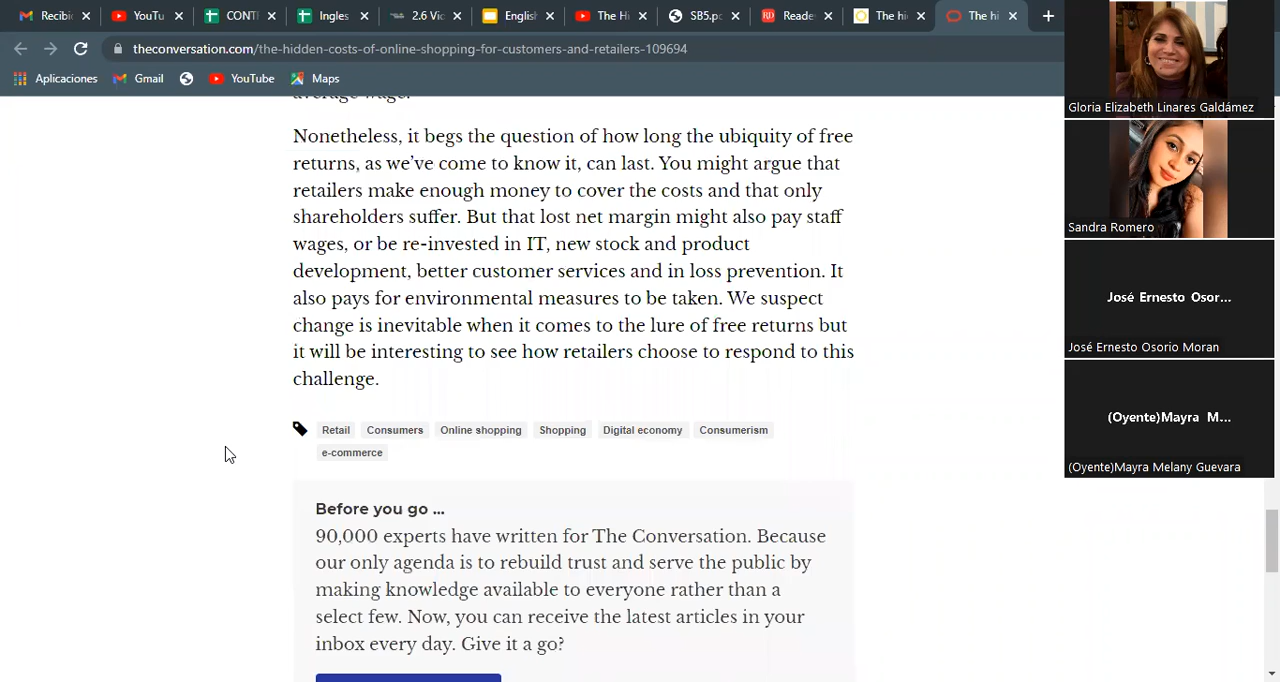 Recibi
YouTu
CONTI
Ingles
2.6 Vic
English
The Hi
SB5.pc
Reade
The hi
The hi
theconversation.com/the-hidden-costs-of-online-shopping-for-customers-and-retailers-109694
Aplicaciones
Gmail
YouTube
Maps
average wage.
Nonetheless, it begs the question of how long the ubiquity of free
returns, as we've come to know it, can last. You might argue that
retailers make enough money to cover the costs and that only
shareholders suffer. But that lost net margin might also pay staff
wages, or be re-invested in IT, new stock and product
development, better customer services and in loss prevention. It
also pays for environmental measures to be taken. We suspect
change is inevitable when it comes to the lure of free returns but
it will be interesting to see how retailers choose to respond to this
challenge.
Retail
Consumers
Online shopping
Shopping
Digital economy
Consumerism
e-commerce
Before you go ...
90,000 experts have written for The Conversation. Because
our only agenda is to rebuild trust and serve the public by
making knowledge available to everyone rather than a
select few. Now, you can receive the latest articles in your
inbox every day. Give it a go?
Gloria Elizabeth Linares Galdámez
Sandra Romero
José Ernesto Osor...
José Ernesto Osorio Moran
(Oyente)Mayra M...
(Oyente)Mayra Melany Guevara